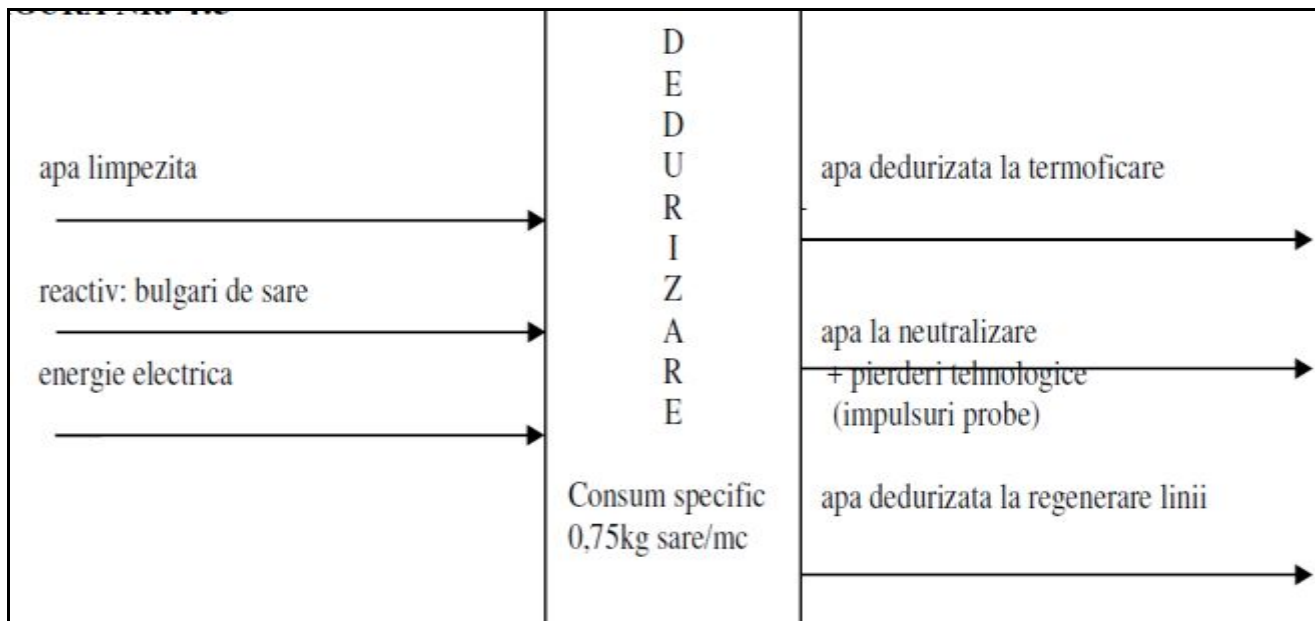 apa limpezita
reactiv: bulgari de sare
energie electrica
D
E
D
U
R
I
Z
A
R
E
Consum specific
0,75kg sare/mc
apa dedurizata la termoficare
apa la neutralizare
+ pierderi tehnologice
(impulsuri probe)
apa dedurizata la regenerare linii